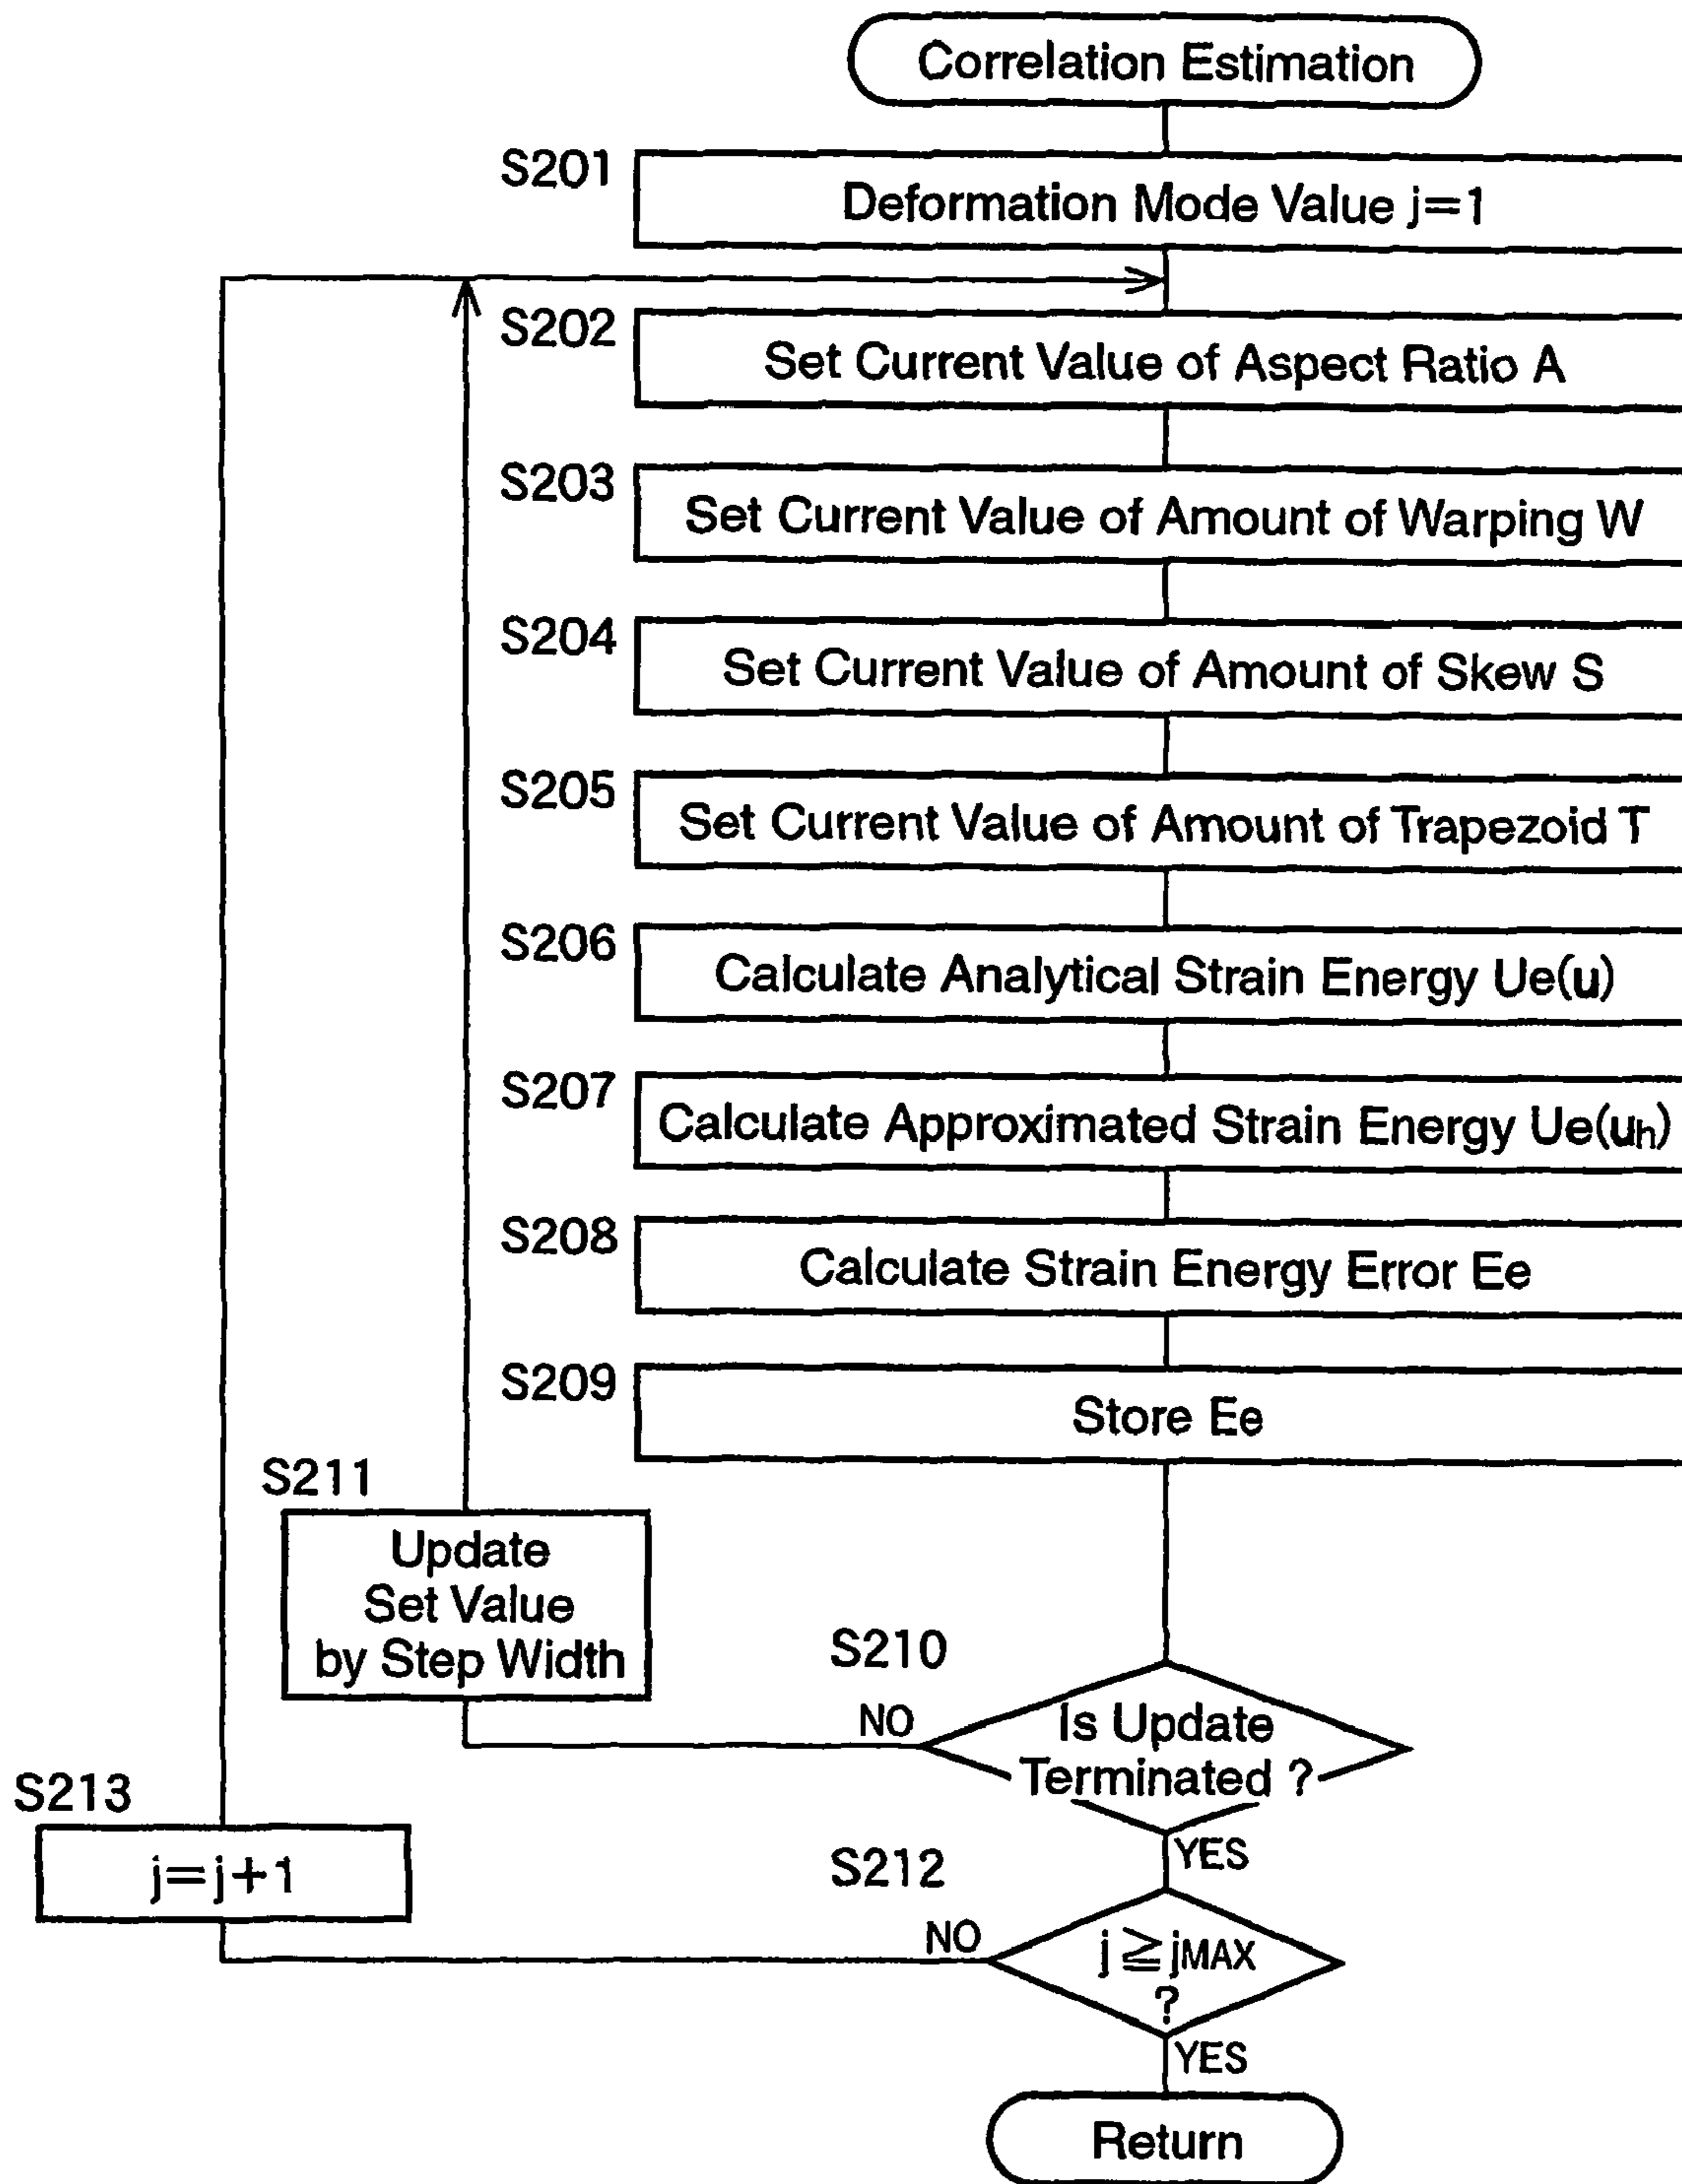 Correlation Estimation
S201
Deformation Mode Value j=1
S202
Set Current Value of Aspect Ratio A
S203
Set Current Value of Amount of Warping W
S204
Set Current Value of Amount of Skew S
S205
Set Current Value of Amount of Trapezoid T
S206
Calculate Analytical Strain Energy Ue(u)
S207
Calculate Approximated Strain Energy Ue(uh)
S208
Calculate Strain Energy Error Ee
S209
Store Ee
S211
Update
Set Value
by Step Width
S210
NO
Is Update
Terminated ?
YES
S213
j=j+1
S212
NO
j≧jMAX
?
YES
Return